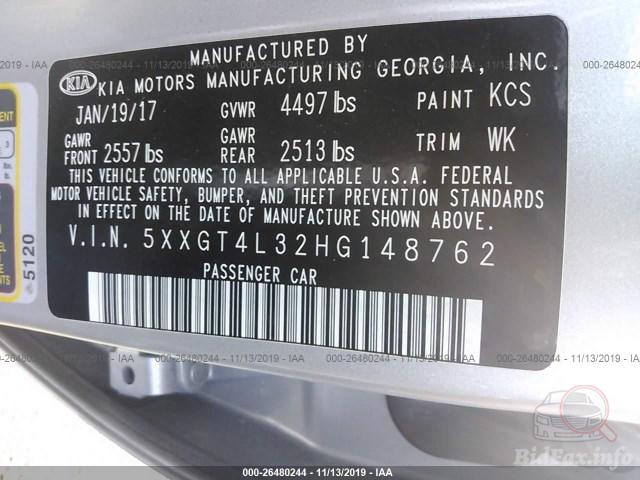 MANUFACTURED BY
KIA KIA MOTORS MANUFACTURING GEORGIA, INC.
JAN/19/17 GVWR 4497 lbs PAINT KCS
GAWR FRONT 2557 lbs GAWR REAR 2513 lbs TRIM WK
THIS VEHICLE CONFORMS TO ALL APPLICABLE U.S.A. FEDERAL
MOTOR VEHICLE SAFETY, BUMPER, AND THEFT PREVENTION STANDARDS
IN EFFECT ON THE DATE OF MANUFACTURE SHOWN ABOVE.
V.I.N. 5XXGT4L32HG148762
PASSENGER CAR
5120
000-26480244 - 11/13/2019 - IAA
BidFax.info